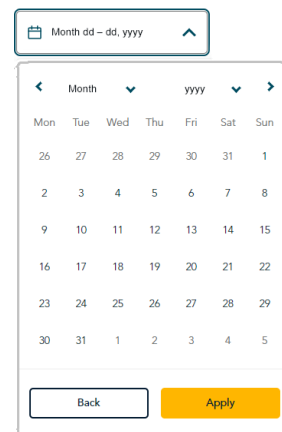 Month dd – dd, yyyy
Month yyyy
Mon Tue Wed Thu Fri Sat Sun
26 27 28 29 30 31 1
2 3 4 5 6 7 8
9 10 11 12 13 14 15
16 17 18 19 20 21 22
23 24 25 26 27 28 29
30 31 1 2 3 4 5
Back Apply